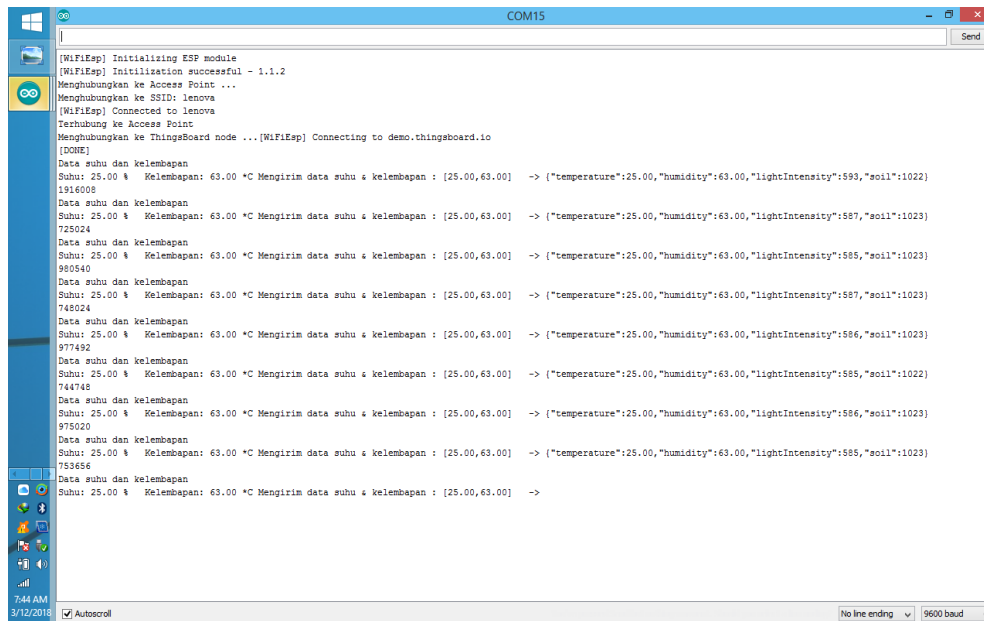 COM15
Send
[WiFiEsp] Initializing ESP module
[WiFiEsp] Initilization successful - 1.1.2
Menghubungkan ke Access Point ...
Menghubungkan ke SSID: lenova
[WiFiEsp] Connected to lenova
Terhubung ke Access Point
Menghubungkan ke ThingsBoard node ...[WiFiEsp] Connecting to demo.thingsboard.io
[DONE]
Data suhu dan kelembapan
Suhu: 25.00 % Kelembapan: 63.00 *C Mengirim data suhu & kelembapan : [25.00,63.00] -> {"temperature":25.00,"humidity":63.00,"lightIntensity":593,"soil":1022}
1916008
Data suhu dan kelembapan
Suhu: 25.00 % Kelembapan: 63.00 *C Mengirim data suhu & kelembapan : [25.00,63.00] -> {"temperature":25.00,"humidity":63.00,"lightIntensity":587,"soil":1023}
725024
Data suhu dan kelembapan
Suhu: 25.00 % Kelembapan: 63.00 *C Mengirim data suhu & kelembapan : [25.00,63.00] -> {"temperature":25.00,"humidity":63.00,"lightIntensity":585,"soil":1023}
980540
Data suhu dan kelembapan
Suhu: 25.00 % Kelembapan: 63.00 *C Mengirim data suhu & kelembapan : [25.00,63.00] -> {"temperature":25.00,"humidity":63.00,"lightIntensity":587,"soil":1023}
748024
Data suhu dan kelembapan
Suhu: 25.00 % Kelembapan: 63.00 *C Mengirim data suhu & kelembapan : [25.00,63.00] -> {"temperature":25.00,"humidity":63.00,"lightIntensity":586,"soil":1023}
977492
Data suhu dan kelembapan
Suhu: 25.00 % Kelembapan: 63.00 *C Mengirim data suhu & kelembapan : [25.00,63.00] -> {"temperature":25.00,"humidity":63.00,"lightIntensity":585,"soil":1022}
744748
Data suhu dan kelembapan
Suhu: 25.00 % Kelembapan: 63.00 *C Mengirim data suhu & kelembapan : [25.00,63.00] -> {"temperature":25.00,"humidity":63.00,"lightIntensity":586,"soil":1023}
975020
Data suhu dan kelembapan
Suhu: 25.00 % Kelembapan: 63.00 *C Mengirim data suhu & kelembapan : [25.00,63.00] -> {"temperature":25.00,"humidity":63.00,"lightIntensity":585,"soil":1023}
753656
Data suhu dan kelembapan
Suhu: 25.00 % Kelembapan: 63.00 *C Mengirim data suhu & kelembapan : [25.00,63.00] ->
7:44 AM
3/12/2018
Autoscroll
No line ending
9600 baud